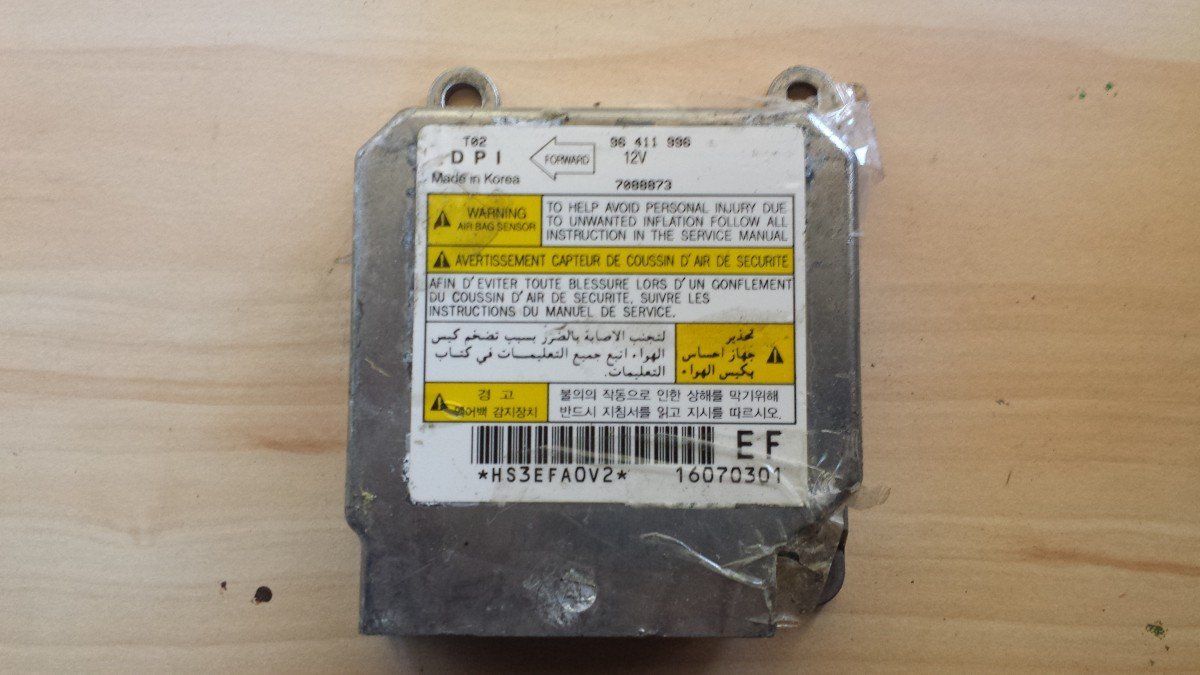 T02
DPI
Made in Korea
FORWARD
96 411 996
12V
7088873
WARNING
AIR BAG SENSOR
TO HELP AVOID PERSONAL INJURY DUE
TO UNWANTED INFLATION FOLLOW ALL
INSTRUCTION IN THE SERVICE MANUAL
AVERTISSEMENT CAPTEUR DE COUSSIN D'AIR DE SECURITE
AFIN D'EVITER TOUTE BLESSURE LORS D'UN GONFLEMENT
DU COUSSIN D'AIR DE SECURITE, SUIVRE LES
INSTRUCTIONS DU MANUEL DE SERVICE.
تحذير
جهاز احساس
بكيس الهواء
لتجنب الاصابة بالضرر بسبب تضخم كيس
الهواء اتبع جميع التعليمات في كتاب
التعليمات.
경고
에어백 감지장치
불의의 작동으로 인한 상해를 막기위해
반드시 지침서를 읽고 지시를 따르시오.
EF
*HS3EFA0V2* 16070301